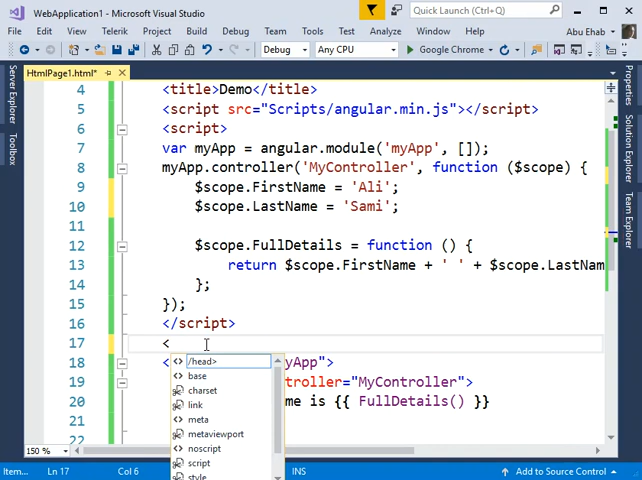 WebApplication1 - Microsoft Visual Studio
Quick Launch (Ctrl+Q)
File Edit View Telerik Project Build Debug Team Tools Test Analyze Window Help
Abu Ehab
Debug Any CPU Google Chrome
HtmlPage1.html*
Server Explorer
Toolbox
Properties
Solution Explorer
Team Explorer
4 <title>Demo</title>
5 <script src="Scripts/angular.min.js"></script>
6 <script>
7 var myApp = angular.module('myApp', []);
8 myApp.controller('MyController', function ($scope) {
9 $scope.FirstName = 'Ali';
10 $scope.LastName = 'Sami';
11
12 $scope.FullDetails = function () {
13 return $scope.FirstName + ' ' + $scope.LastNam
14 };
15 });
16 </script>
17 <
/head>
18 < yApp">
base
19 troller="MyController">
charset
20 me is {{ FullDetails() }}
link
21
meta
metaviewport
22
noscript
script
style
150 %
Item... Ln 17 Col 6 INS Add to Source Control